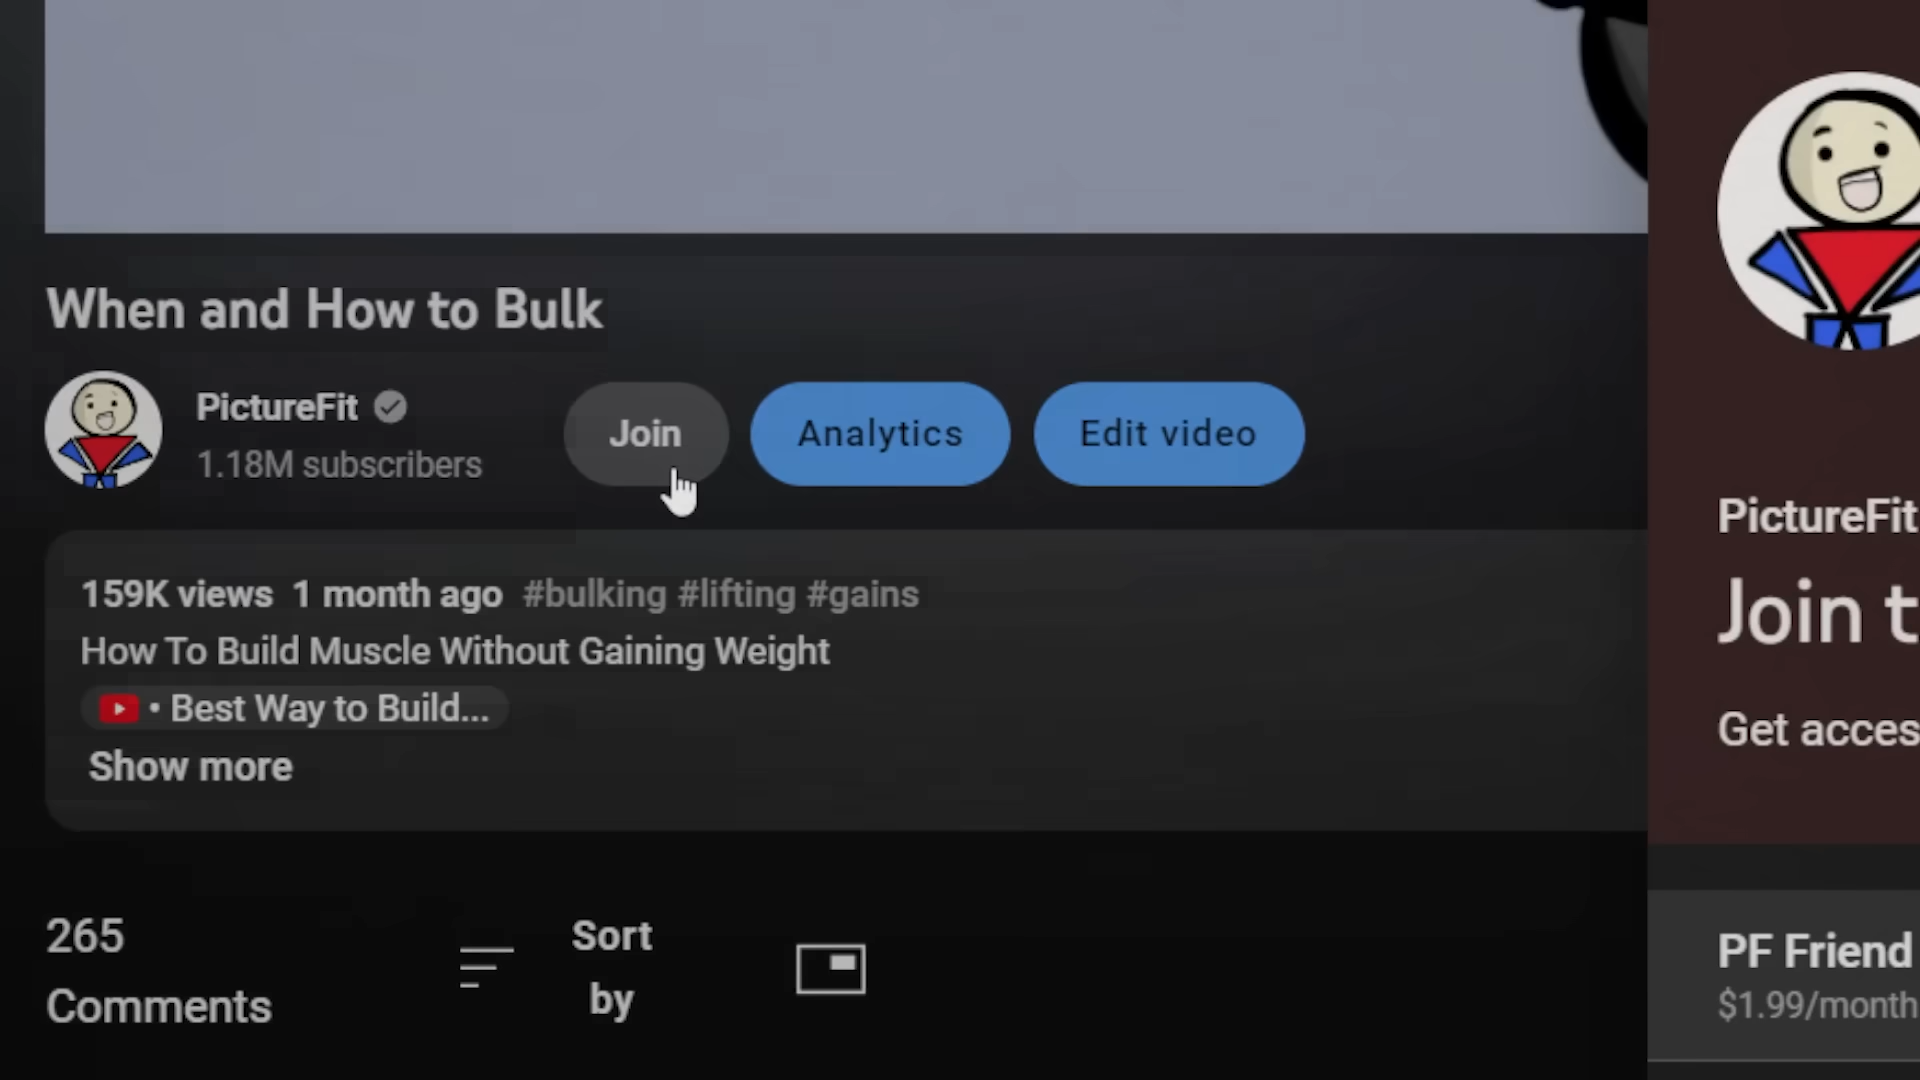 When and How to Bulk
PictureFit
1.18M subscribers
Join
Analytics
Edit video
159K views 1 month ago #bulking #lifting #gains
How To Build Muscle Without Gaining Weight
• Best Way to Build...
Show more
265
Comments
Sort
by
PictureFit
Join t
Get acces
PF Friend
$1.99/month